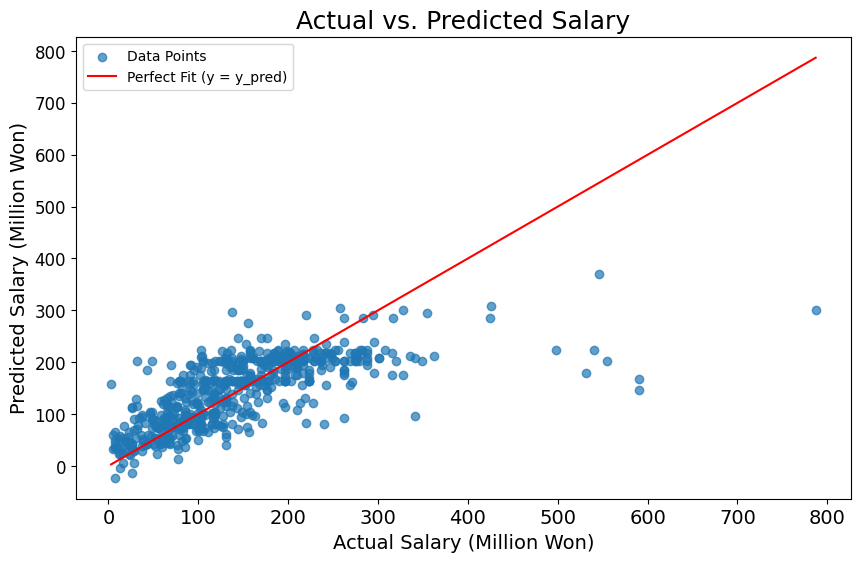 Actual vs. Predicted Salary
Data Points
Perfect Fit (y = y_pred)
Predicted Salary (Million Won)
800
700
600
500
400
300
200
100
0
0 100 200 300 400 500 600 700 800
Actual Salary (Million Won)